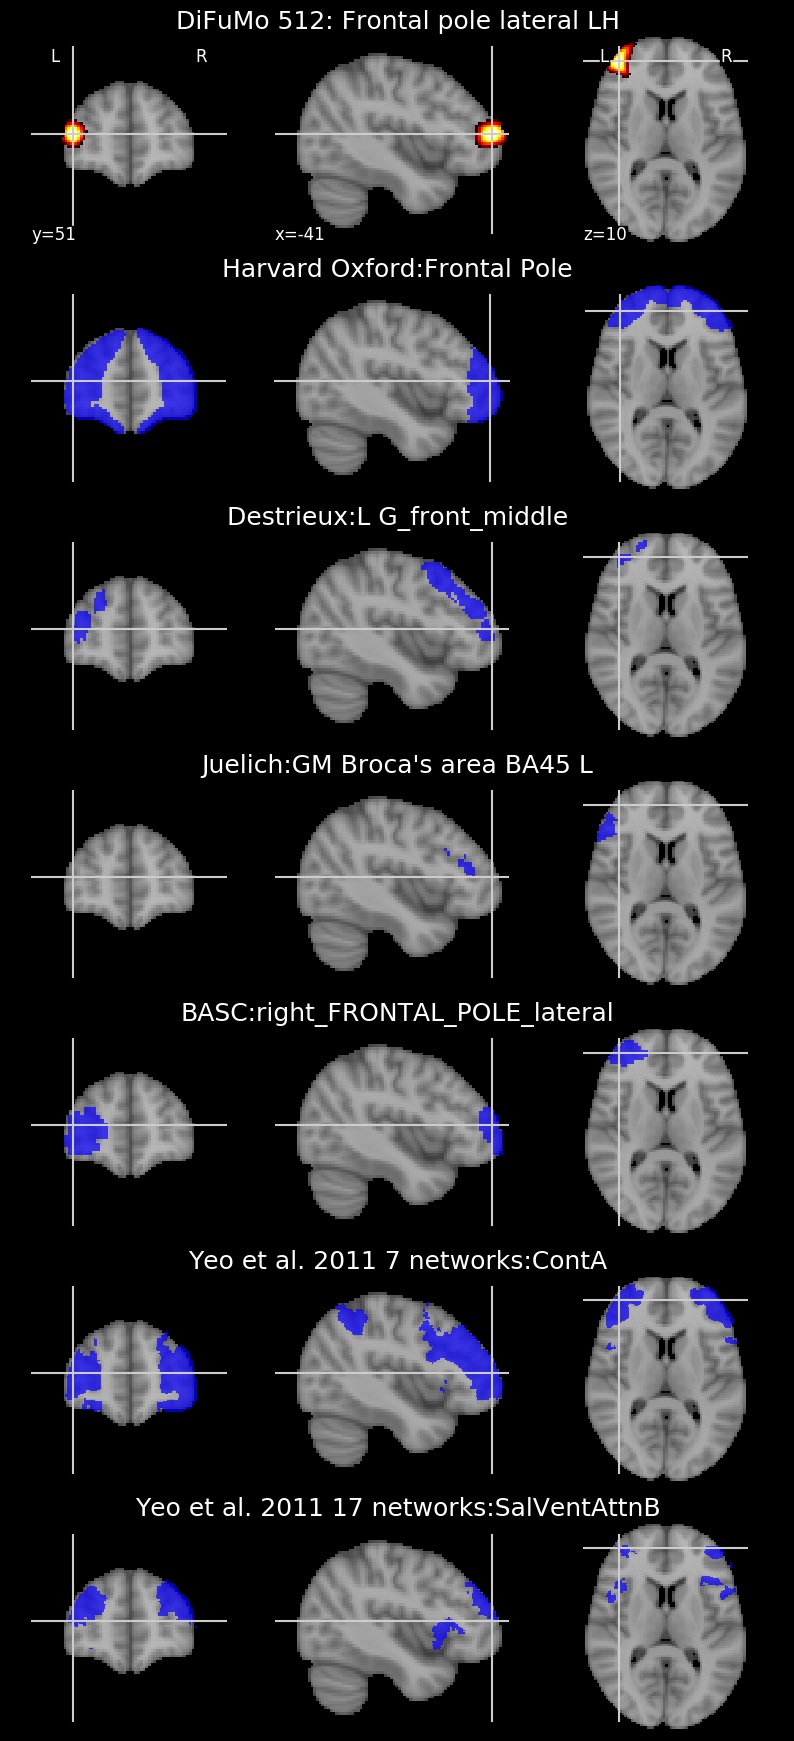 DiFuMo 512: Frontal pole lateral LH
L R L R
y=51 x=-41 z=10
Harvard Oxford:Frontal Pole
Destrieux:L G_front_middle
Juelich:GM Broca's area BA45 L
BASC:right_FRONTAL_POLE_lateral
Yeo et al. 2011 7 networks:ContA
Yeo et al. 2011 17 networks:SalVentAttnB